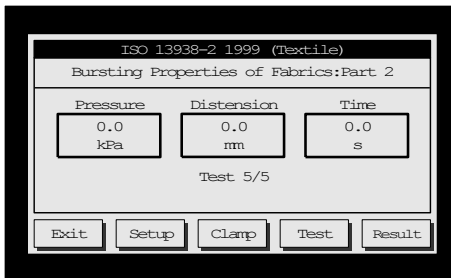 ISO 13938-2 1999 (Textile)
Bursting Properties of Fabrics:Part 2
Pressure Distension Time
0.0 0.0 0.0
kPa mm s
Test 5/5
Exit Setup Clamp Test Result